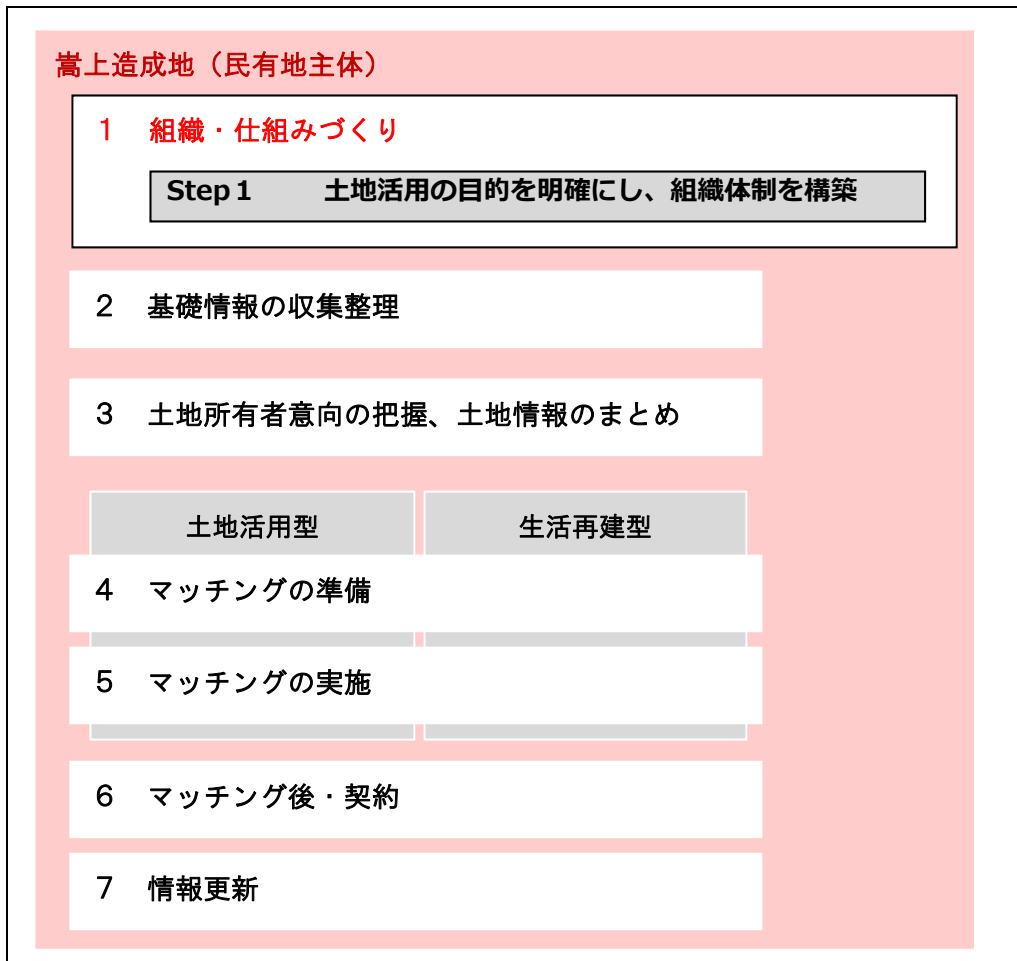 嵩上造成地（民有地主体）
１　組織・仕組みづくり
Step１　土地活用の目的を明確にし、組織体制を構築
２　基礎情報の収集整理
３　土地所有者意向の把握、土地情報のまとめ
土地活用型　生活再建型
４　マッチングの準備
５　マッチングの実施
６　マッチング後・契約
７　情報更新